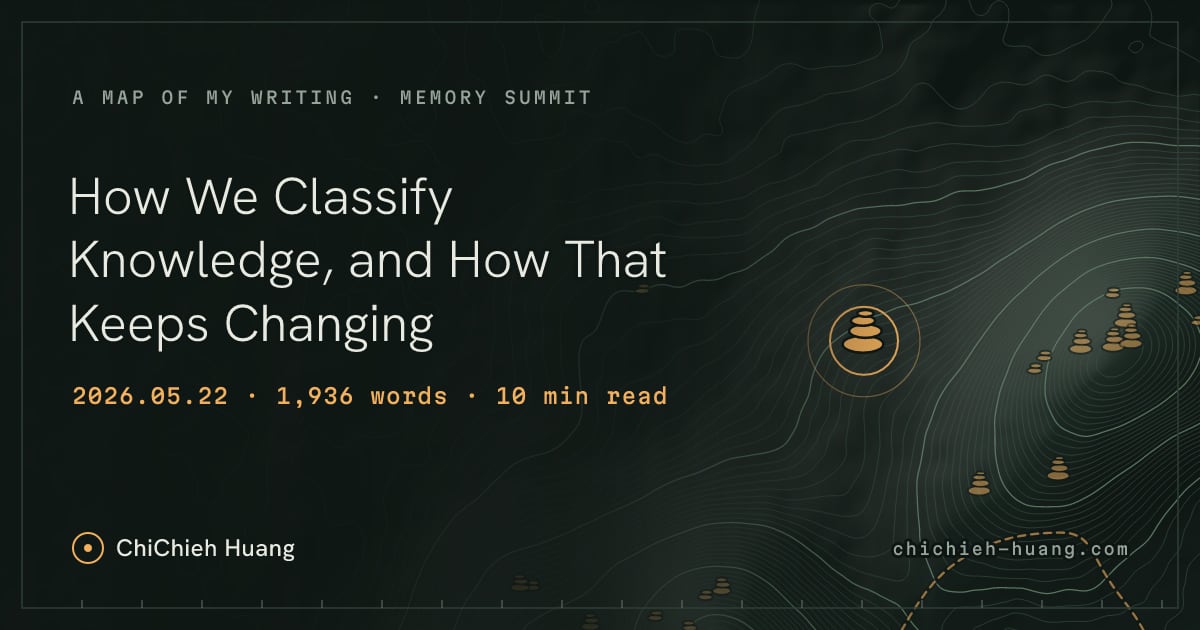 A MAP OF MY WRITING · MEMORY SUMMIT
How We Classify
Knowledge, and How That
Keeps Changing
2026.05.22 · 1,936 words · 10 min read
ChiChieh Huang
chichieh-huang.com